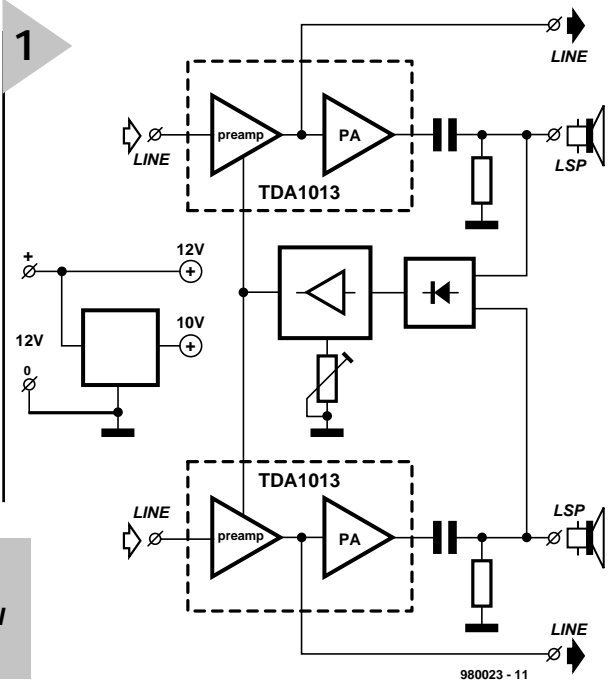 1
LINE
LINE
preamp
PA
LSP
TDA1013
+
12V
+
12V
10V
+
0
TDA1013
LINE
preamp
PA
LSP
LINE
980023 - 11